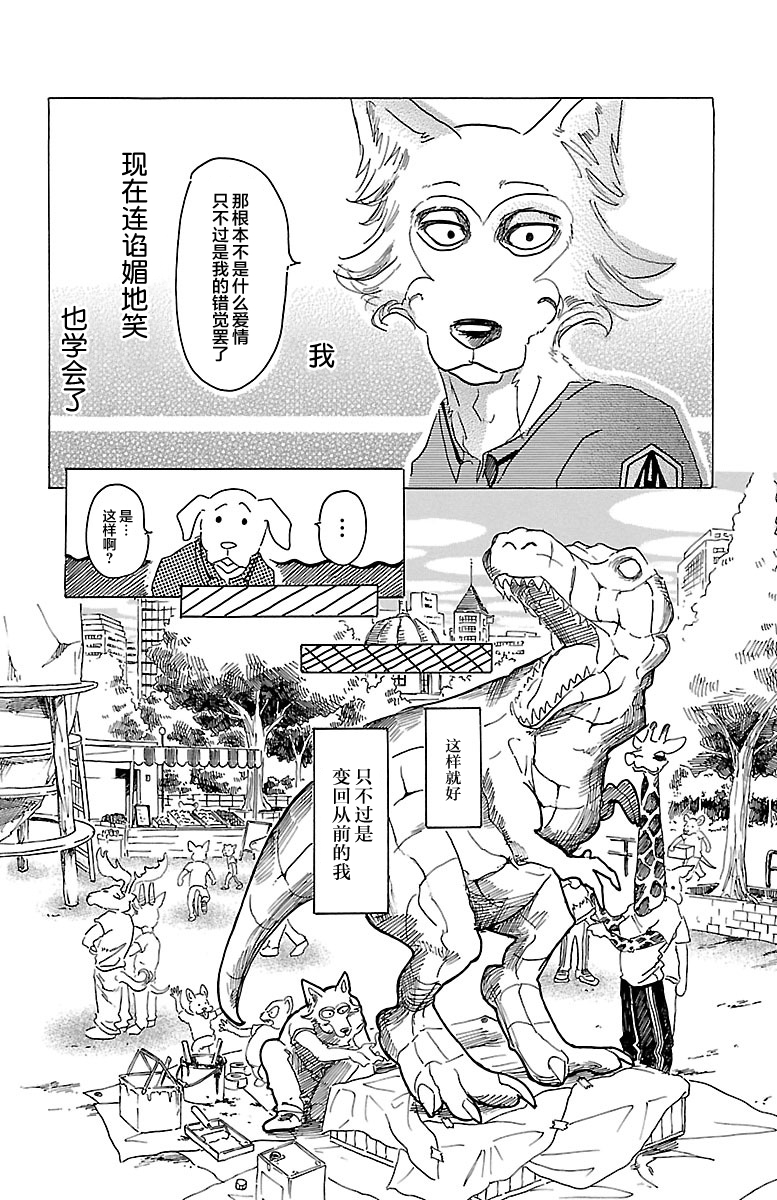 那根本不是什么爱情
只不过是我的错觉罢了
我
现在连谄媚地笑
也学会了
…
是…
这样啊?
这样就好
只不过是
变回从前的我